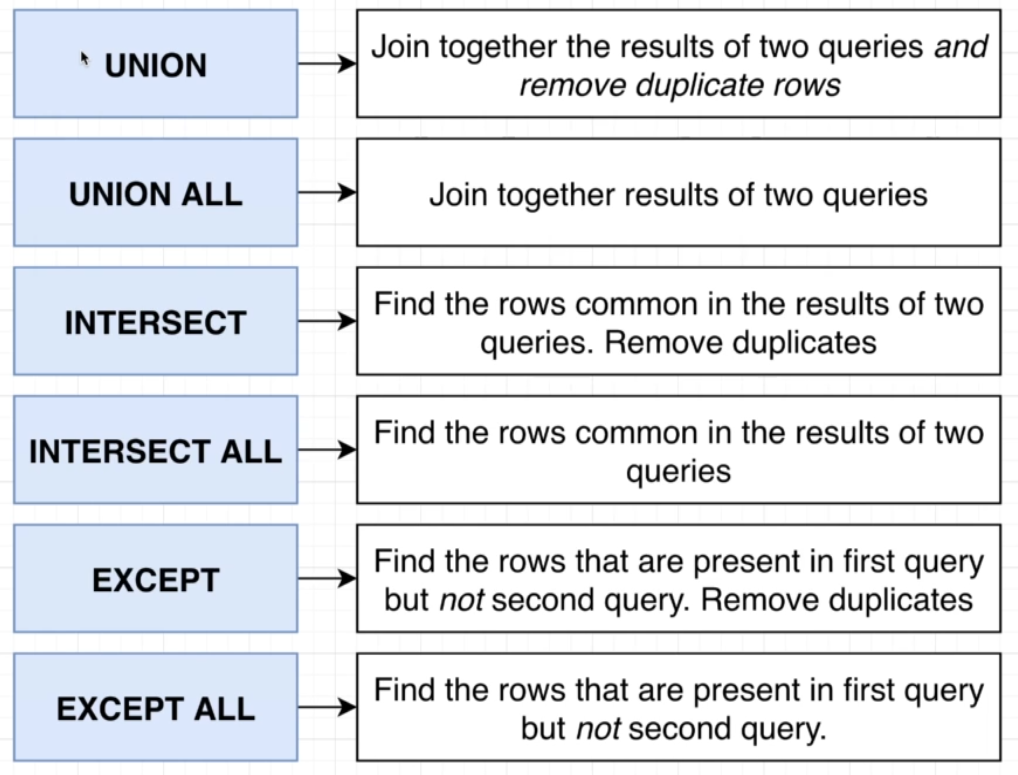 UNION
Join together the results of two queries and
remove duplicate rows
UNION ALL
Join together results of two queries
INTERSECT
Find the rows common in the results of two
queries. Remove duplicates
INTERSECT ALL
Find the rows common in the results of two
queries
EXCEPT
Find the rows that are present in first query
but not second query. Remove duplicates
EXCEPT ALL
Find the rows that are present in first query
but not second query.